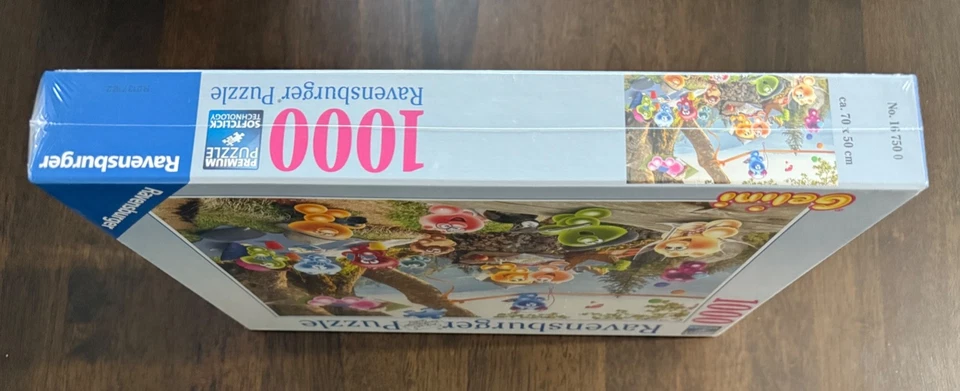 Ravensburger
Ravensburger Puzzle
1000
PREMIUM
PUZZLE
SOFTCLICK
TECHNOLOGY
ca. 70 x 50 cm
No. 16 750 0
Ravensburger
Gelini
1000
Ravensburger Puzzle